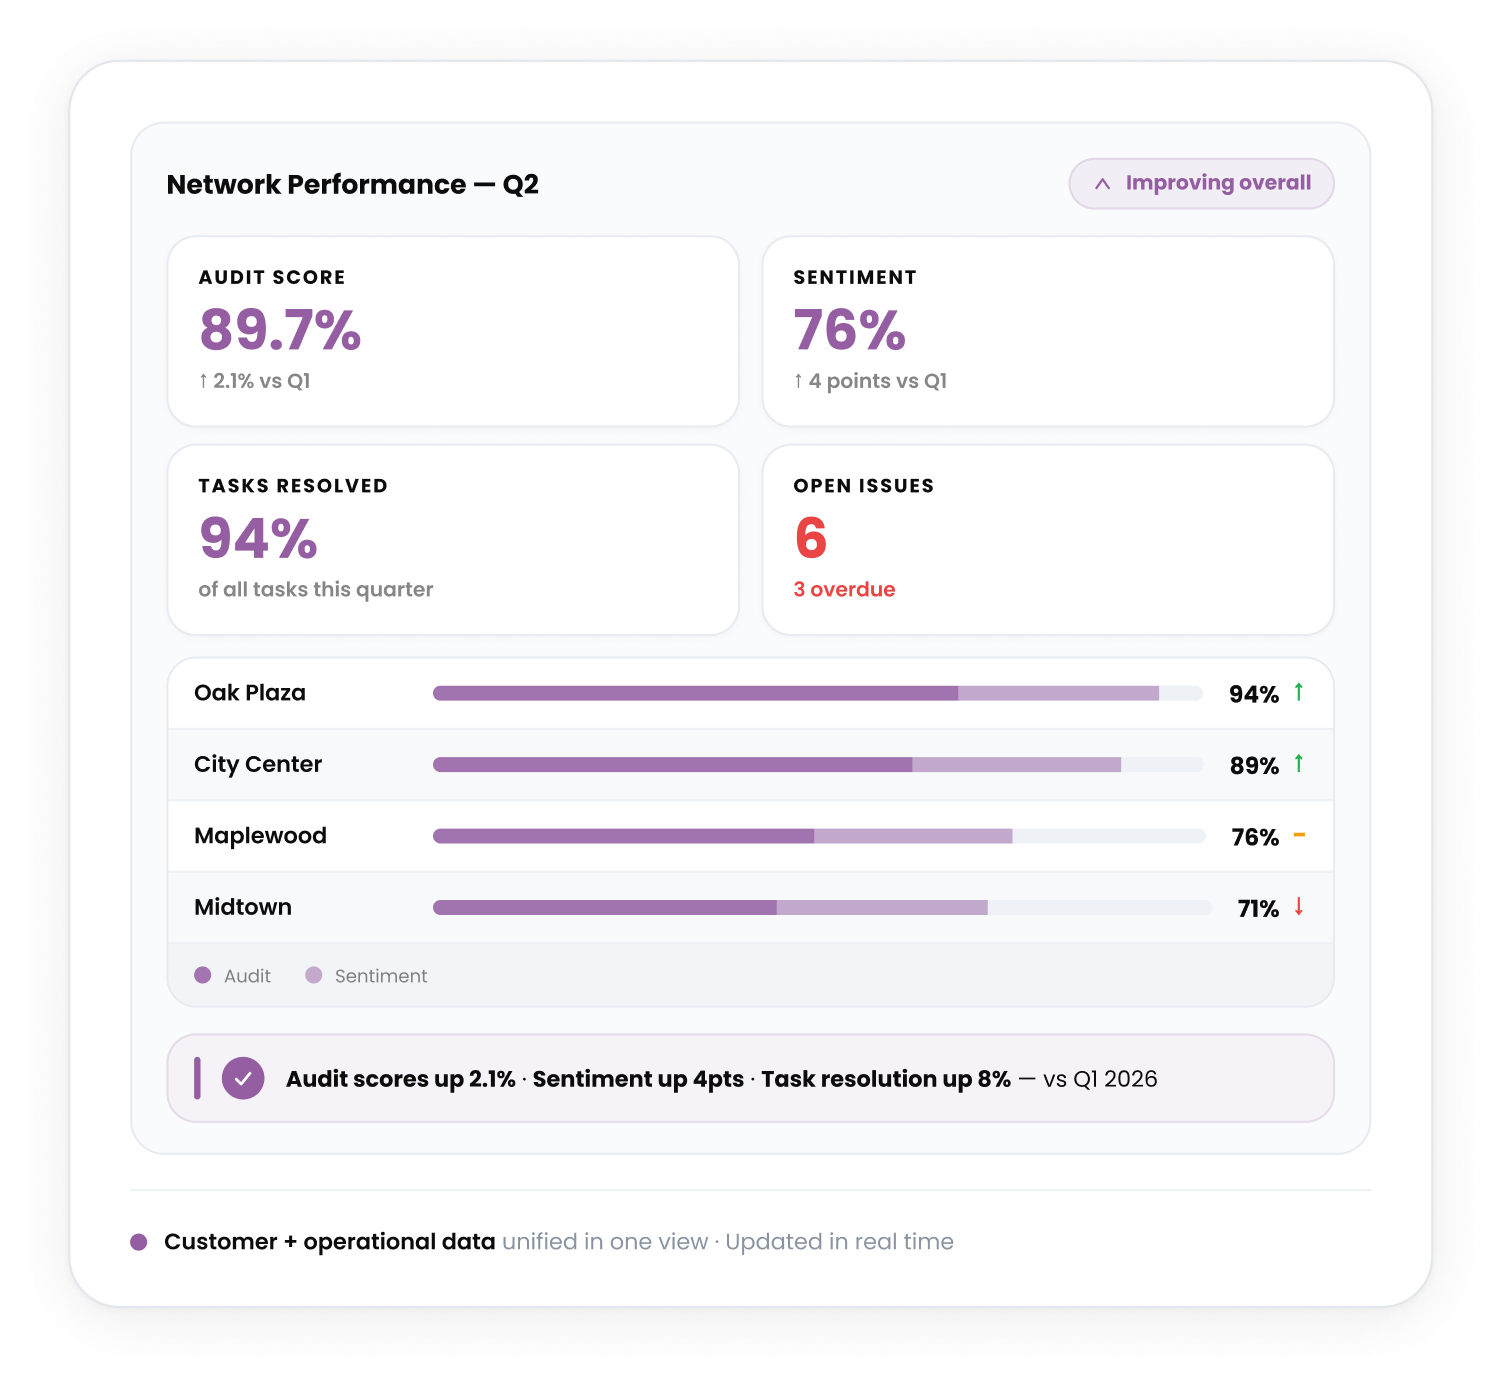 Network Performance — Q2
Improving overall
AUDIT SCORE
89.7%
↑ 2.1% vs Q1
SENTIMENT
76%
↑ 4 points vs Q1
TASKS RESOLVED
94%
of all tasks this quarter
OPEN ISSUES
6
3 overdue
Oak Plaza 94% ↑
City Center 89% ↑
Maplewood 76% –
Midtown 71% ↓
Audit Sentiment
Audit scores up 2.1% · Sentiment up 4pts · Task resolution up 8% — vs Q1 2026
Customer + operational data unified in one view · Updated in real time